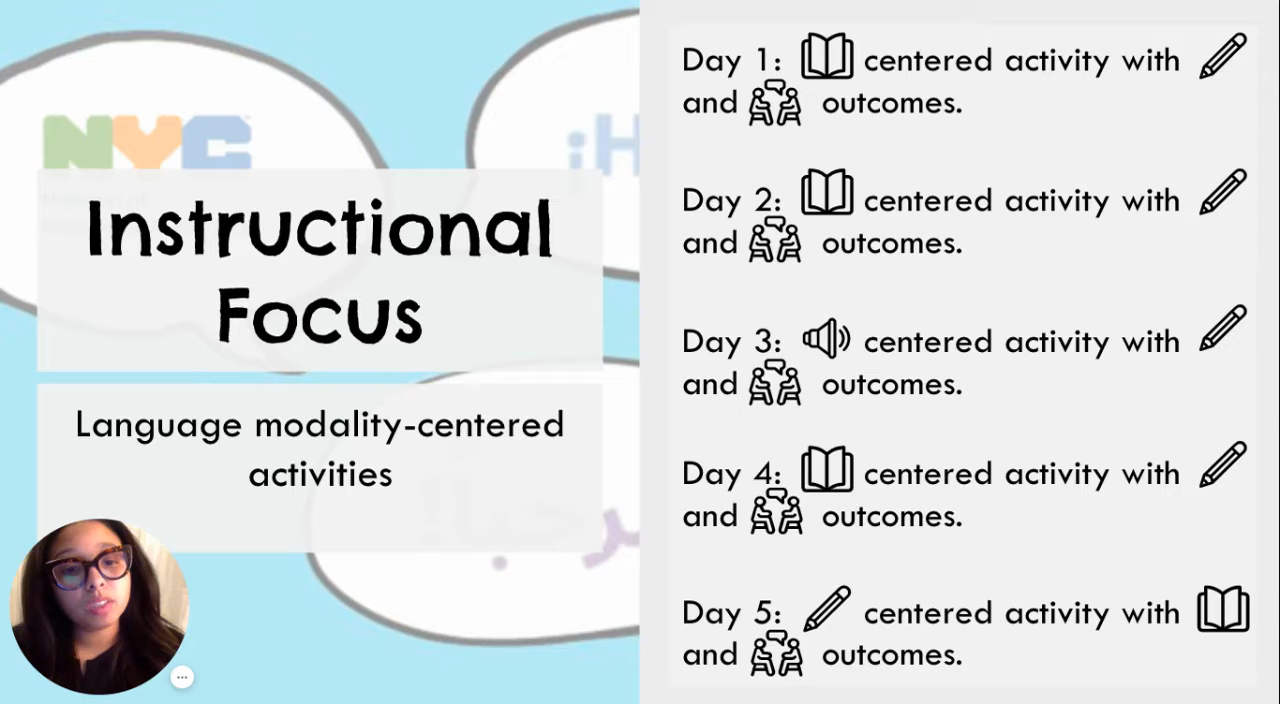 NYC
Instructional
Focus
Language modality-centered
activities
¡H
Day 1: centered activity with
and outcomes.
Day 2: centered activity with
and outcomes.
Day 3: centered activity with
and outcomes.
Day 4: centered activity with
and outcomes.
Day 5: centered activity with
and outcomes.